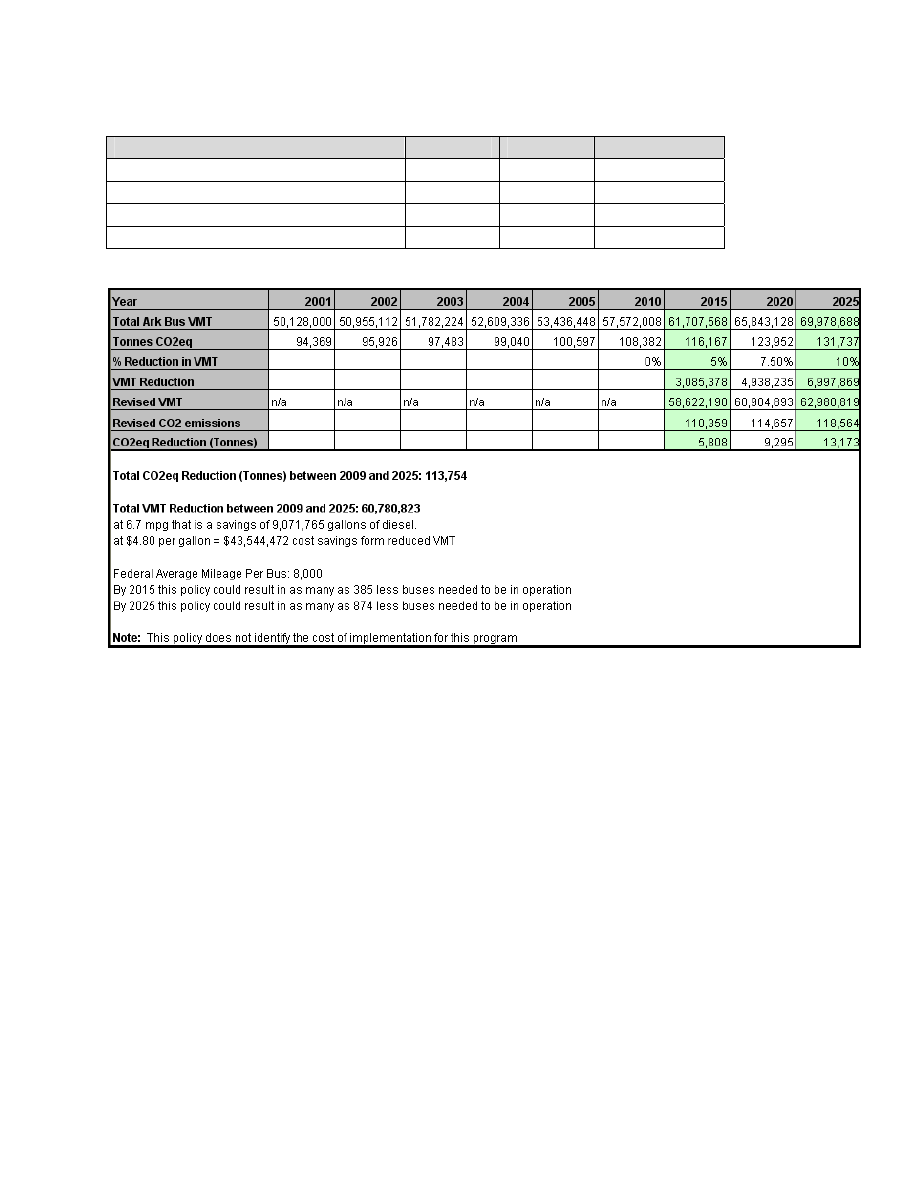 Year 2001 2002 2003 2004 2005 2010 2015 2020 2025
Total Ark Bus VMT 50,128,000 50,955,112 51,782,224 52,609,336 53,436,448 57,572,008 61,707,568 65,843,128 69,978,688
Tonnes CO2eq 94,369 95,926 97,483 99,040 100,597 108,382 116,167 123,952 131,737
% Reduction in VMT 0% 5% 7.50% 10%
VMT Reduction 3,085,378 4,938,235 6,997,869
Revised VMT n/a n/a n/a n/a n/a n/a 58,622,190 60,904,893 62,980,819
Revised CO2 emissions 110,359 114,657 118,564
CO2eq Reduction (Tonnes) 5,808 9,295 13,173
Total CO2eq Reduction (Tonnes) between 2009 and 2025: 113,754
Total VMT Reduction between 2009 and 2025: 60,780,823
at 6.7 mpg that is a savings of 9,071,765 gallons of diesel.
at $4.80 per gallon = $43,544,472 cost savings form reduced VMT
Federal Average Mileage Per Bus: 8,000
By 2015 this policy could result in as many as 385 less buses needed to be in operation
By 2025 this policy could result in as many as 874 less buses needed to be in operation
Note: This policy does not identify the cost of implementation for this program